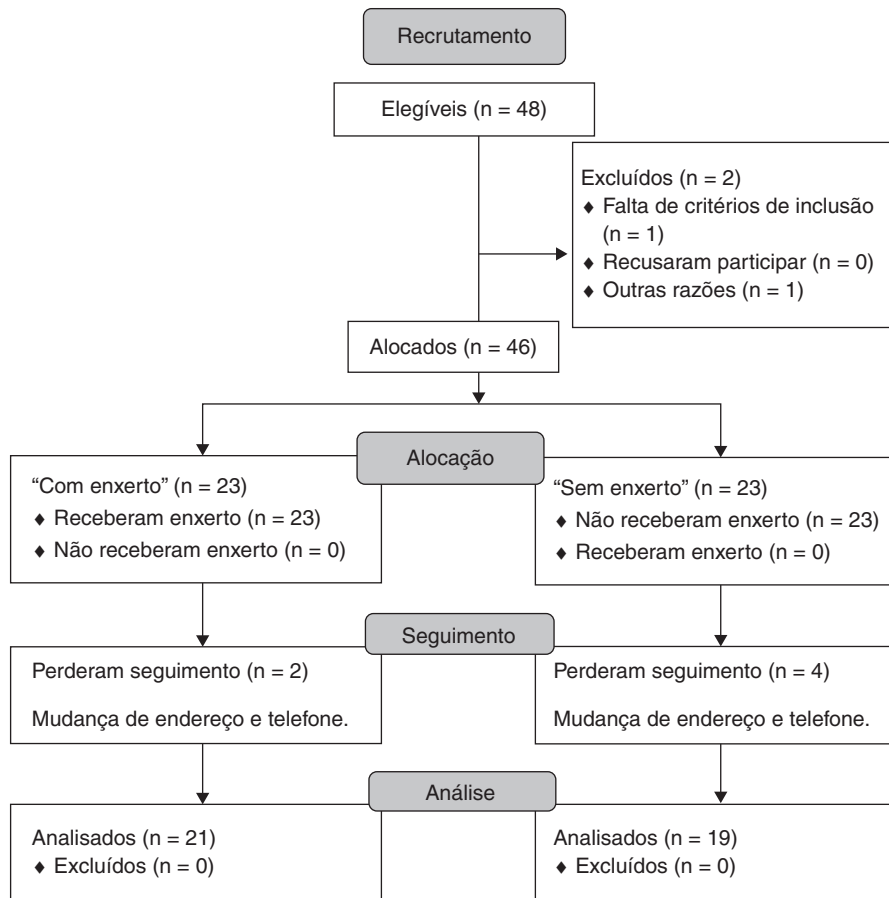 Recrutamento
Elegíveis (n = 48)
Excluídos (n = 2)
♦ Falta de critérios de inclusão
(n = 1)
♦ Recusaram participar (n = 0)
♦ Outras razões (n = 1)
Alocados (n = 46)
Alocação
“Com enxerto” (n = 23)
♦ Receberam enxerto (n = 23)
♦ Não receberam enxerto (n = 0)
“Sem enxerto” (n = 23)
♦ Não receberam enxerto (n = 23)
♦ Receberam enxerto (n = 0)
Seguimento
Perderam seguimento (n = 2)
Mudança de endereço e telefone.
Perderam seguimento (n = 4)
Mudança de endereço e telefone.
Análise
Analisados (n = 21)
♦ Excluídos (n = 0)
Analisados (n = 19)
♦ Excluídos (n = 0)